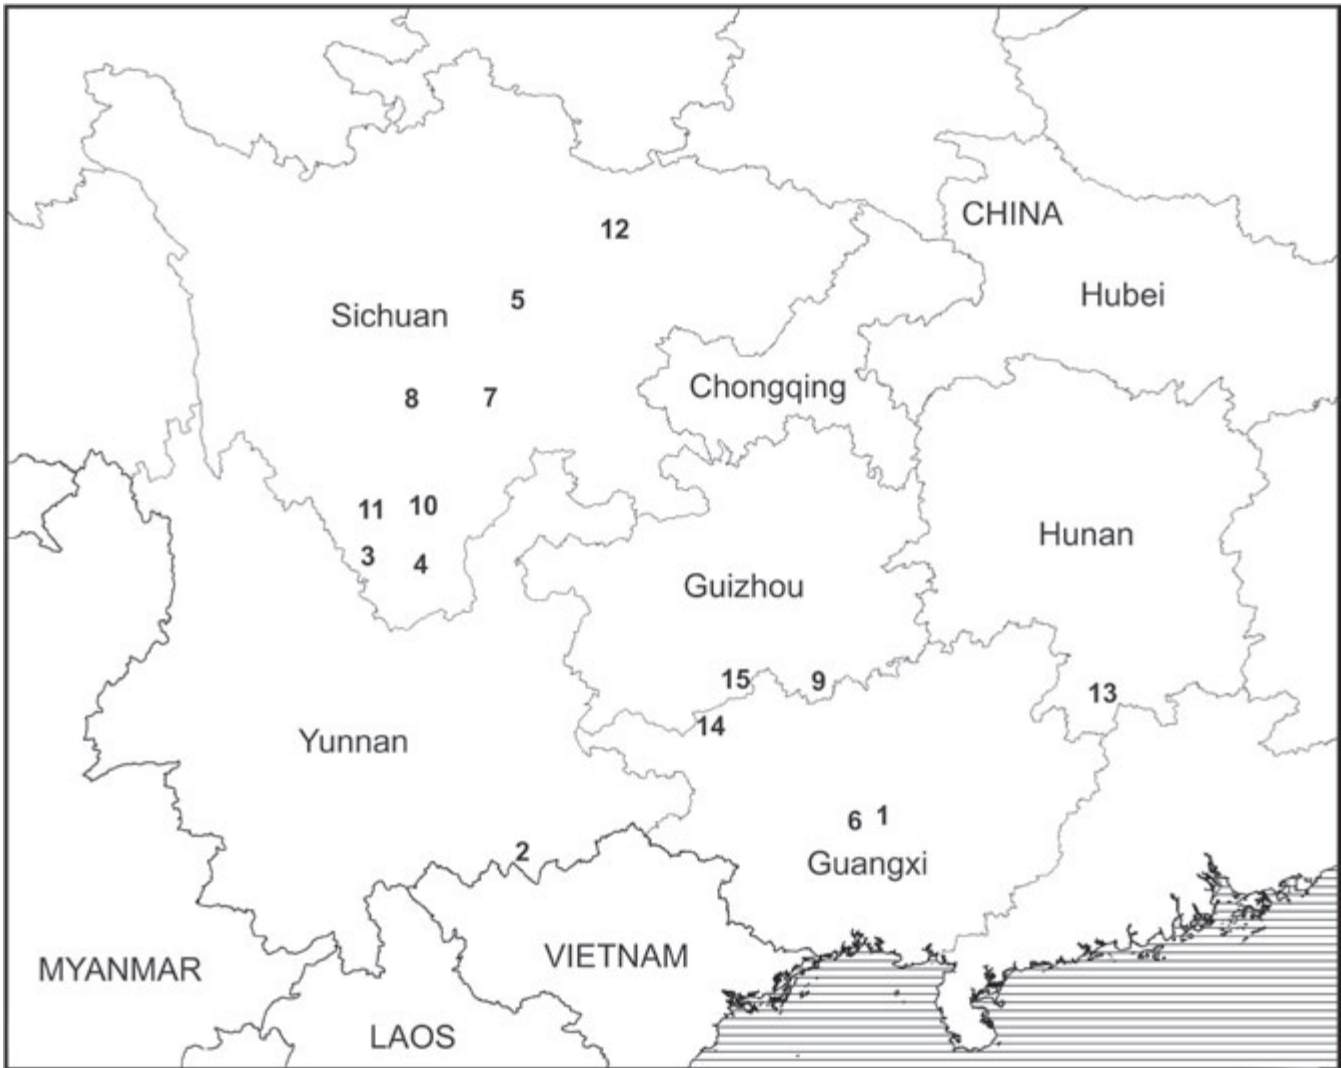 CHINA
12
Hubei
5
Sichuan
Chongqing
8
7
11
10
Hunan
3
4
Guizhou
15
9
13
14
Yunnan
6
1
2
Guangxi
VIETNAM
MYANMAR
LAOS